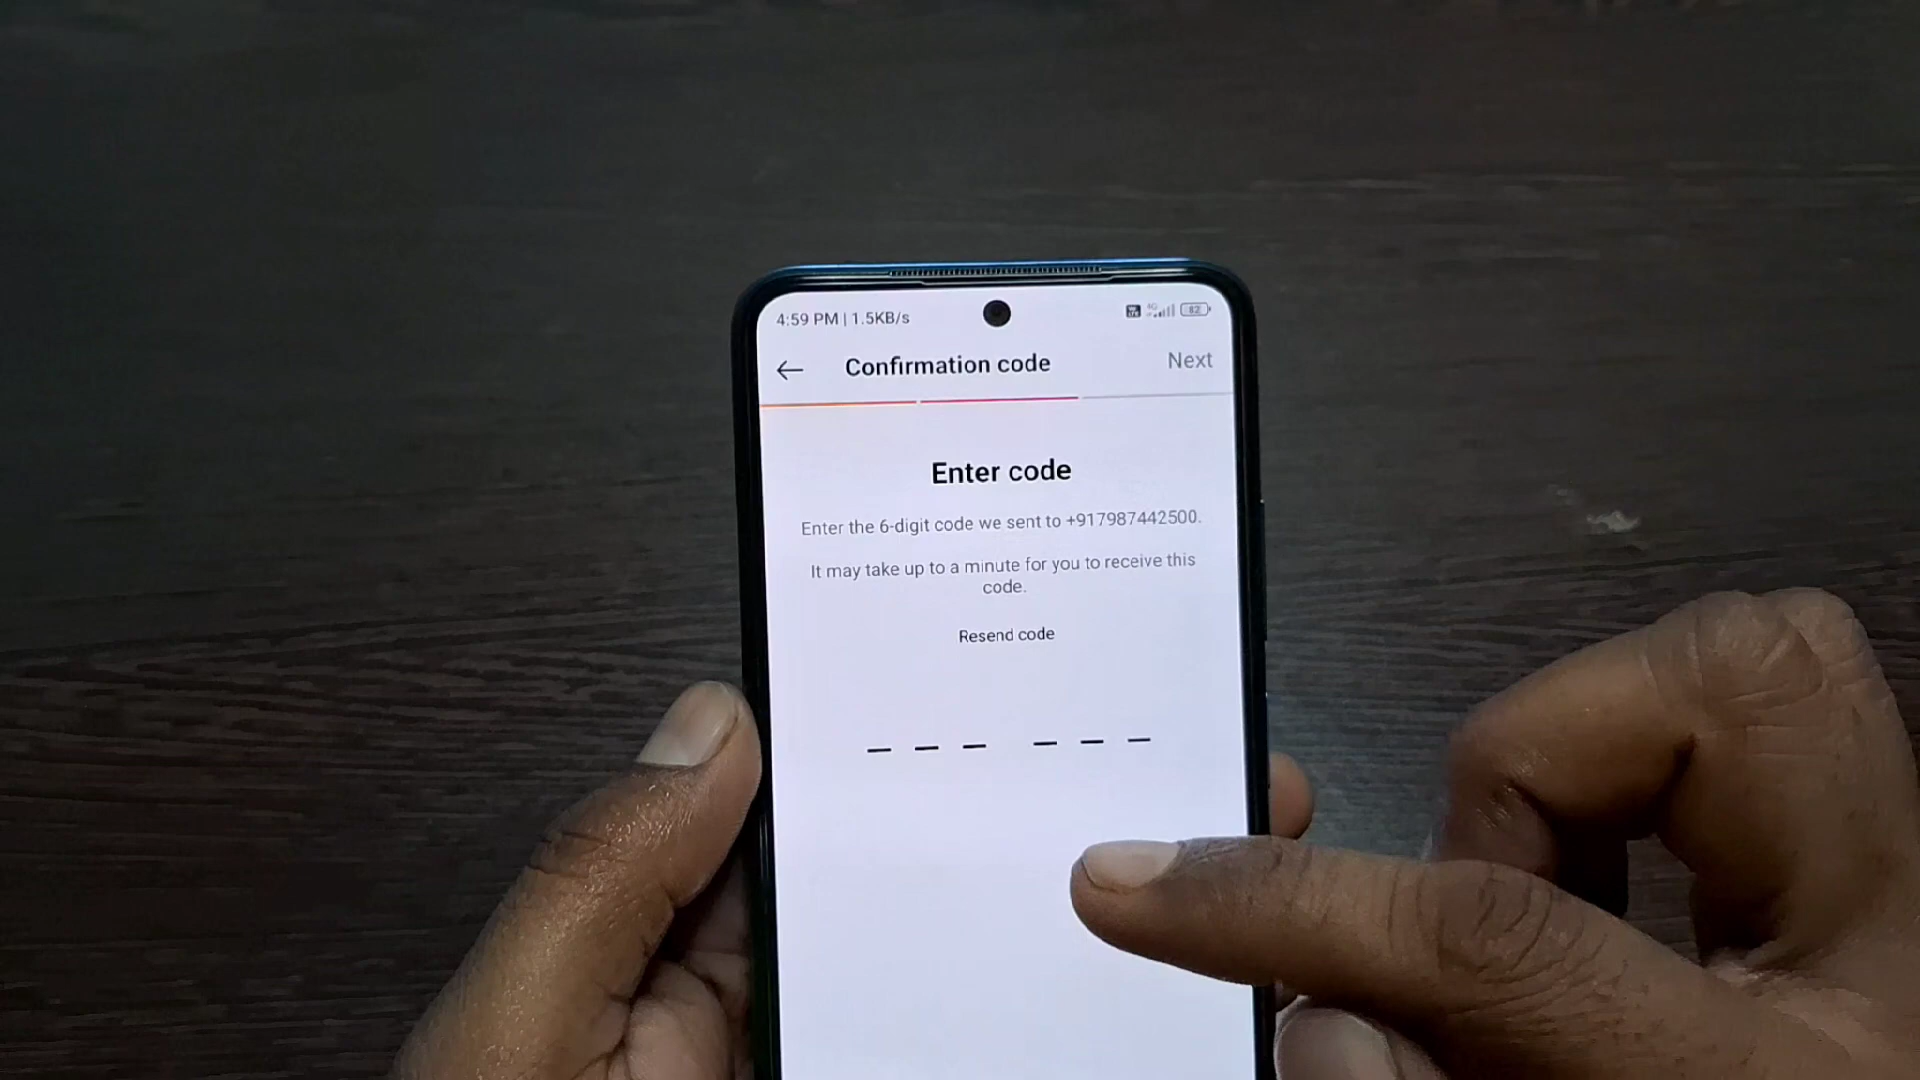 4:59 PM | 1.5KB/s 82
Confirmation code Next
Enter code
Enter the 6-digit code we sent to +917987442500.
It may take up to a minute for you to receive this
code.
Resend code